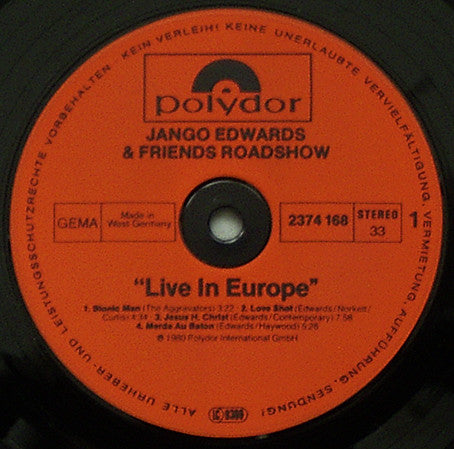 ALLE URHEBER- UND LEISTUNGSSCHUTZRECHTE VORBEHALTEN · KEIN VERLEIH! KEINE UNERLAUBTE VERVIELFÄLTIGUNG, VERMIETUNG, AUFFÜHRUNG, SENDUNG!
polydor
JANGO EDWARDS
& FRIENDS ROADSHOW
GEMA
Made in
West Germany
2374 168
STEREO
33
1
"Live In Europe"
1. Bionic Man (The Aggravators) 3:22 2. Love Shot (Edwards/Norkett/
Curtis) 4:34 3. Jesus H. Christ (Edwards/Contemporary) 7:58
4. Merde Au Baton (Edwards/Haywood) 5:26
℗ 1980 Polydor International GmbH
LC 0309